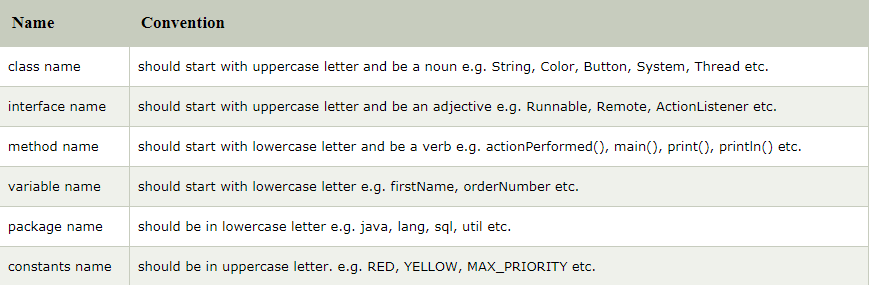 Name Convention
class name should start with uppercase letter and be a noun e.g. String, Color, Button, System, Thread etc.
interface name should start with uppercase letter and be an adjective e.g. Runnable, Remote, ActionListener etc.
method name should start with lowercase letter and be a verb e.g. actionPerformed(), main(), print(), println() etc.
variable name should start with lowercase letter e.g. firstName, orderNumber etc.
package name should be in lowercase letter e.g. java, lang, sql, util etc.
constants name should be in uppercase letter. e.g. RED, YELLOW, MAX_PRIORITY etc.